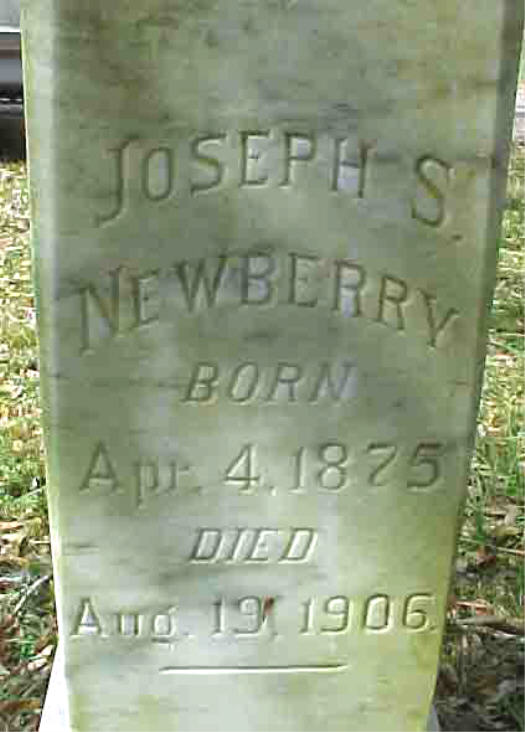 JOSEPH S.
NEWBERRY
BORN
Apr. 4, 1875
DIED
Aug. 19, 1906.